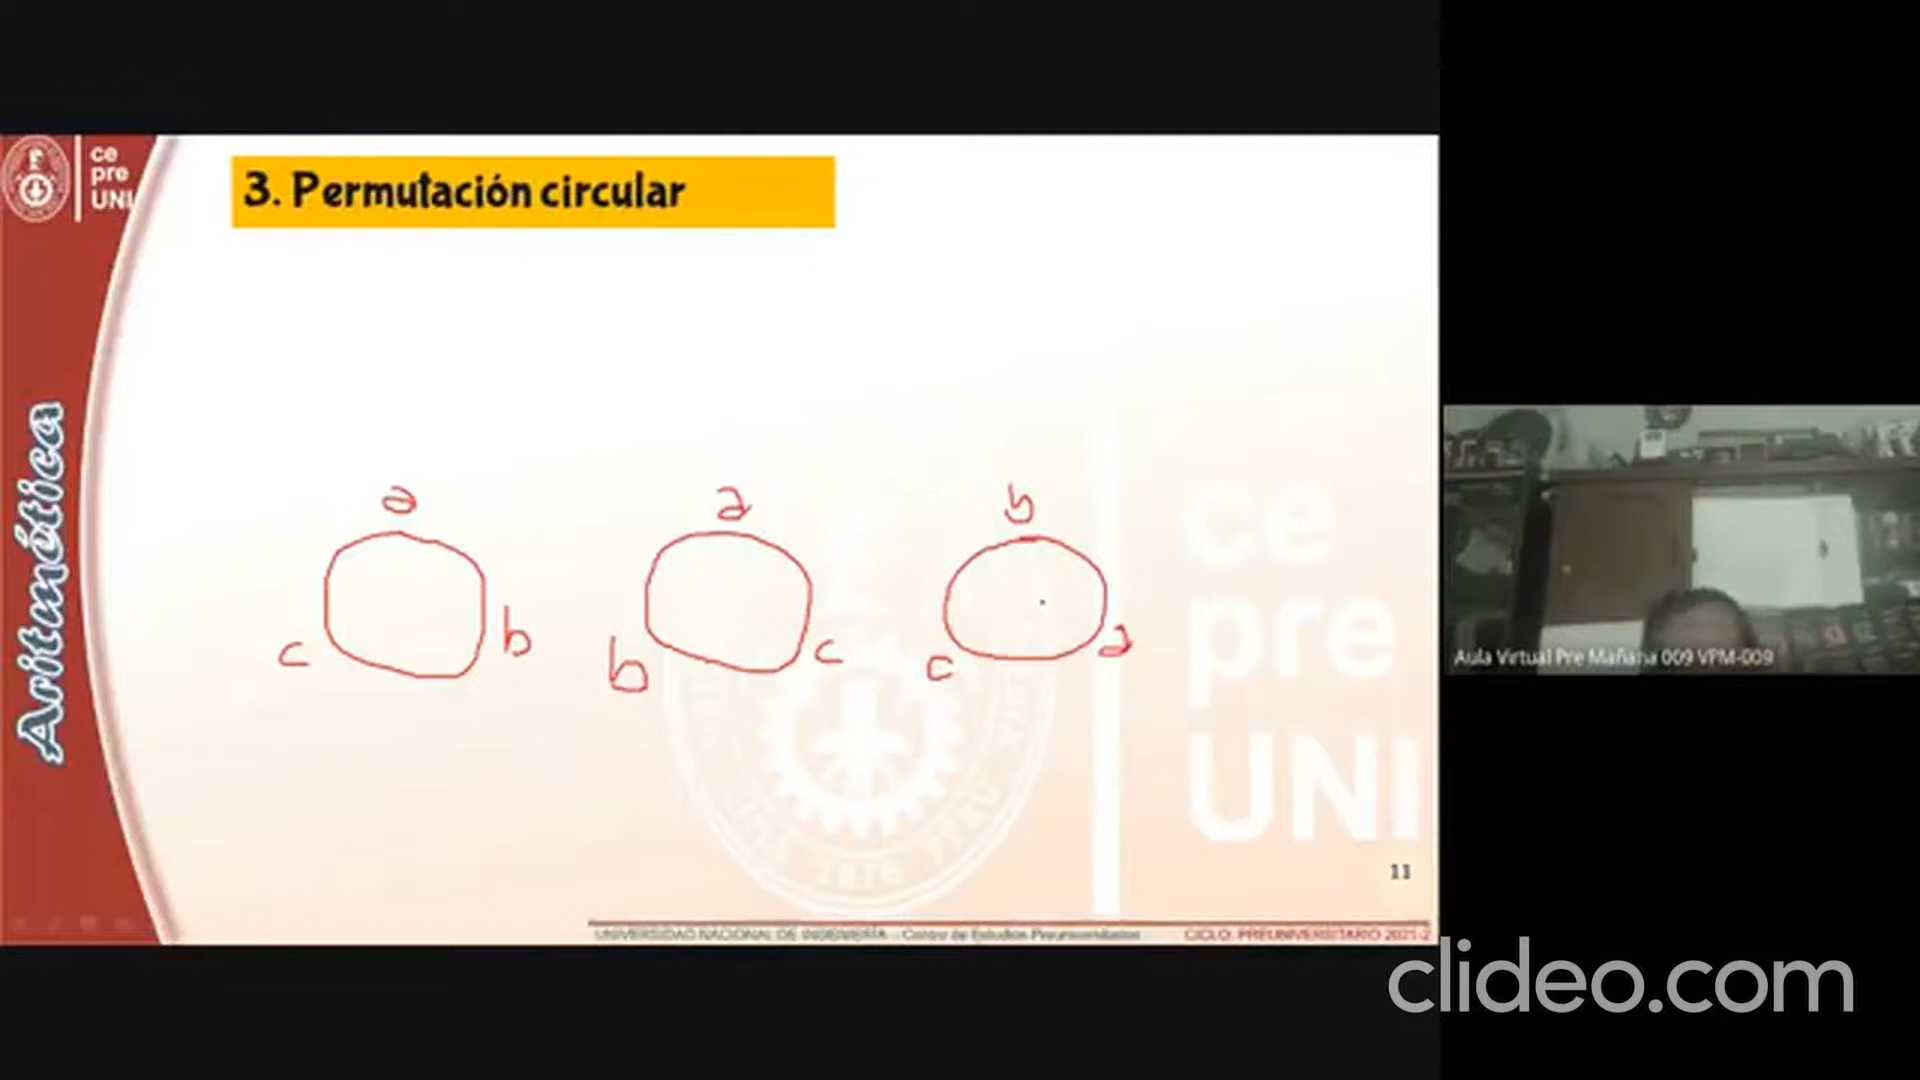 ce
pre
UNI
3. Permutación circular
Aritmética
a
a
b
c
b
b
c
c
a
ce
pre
UNI
1876
11
UNIVERSIDAD NACIONAL DE INGENIERÍA - Centro de Estudios Preuniversitarios
CICLO: PREUNIVERSITARIO 2021-2
Aula Virtual Pre Mañana 009 VPM-009
clideo.com